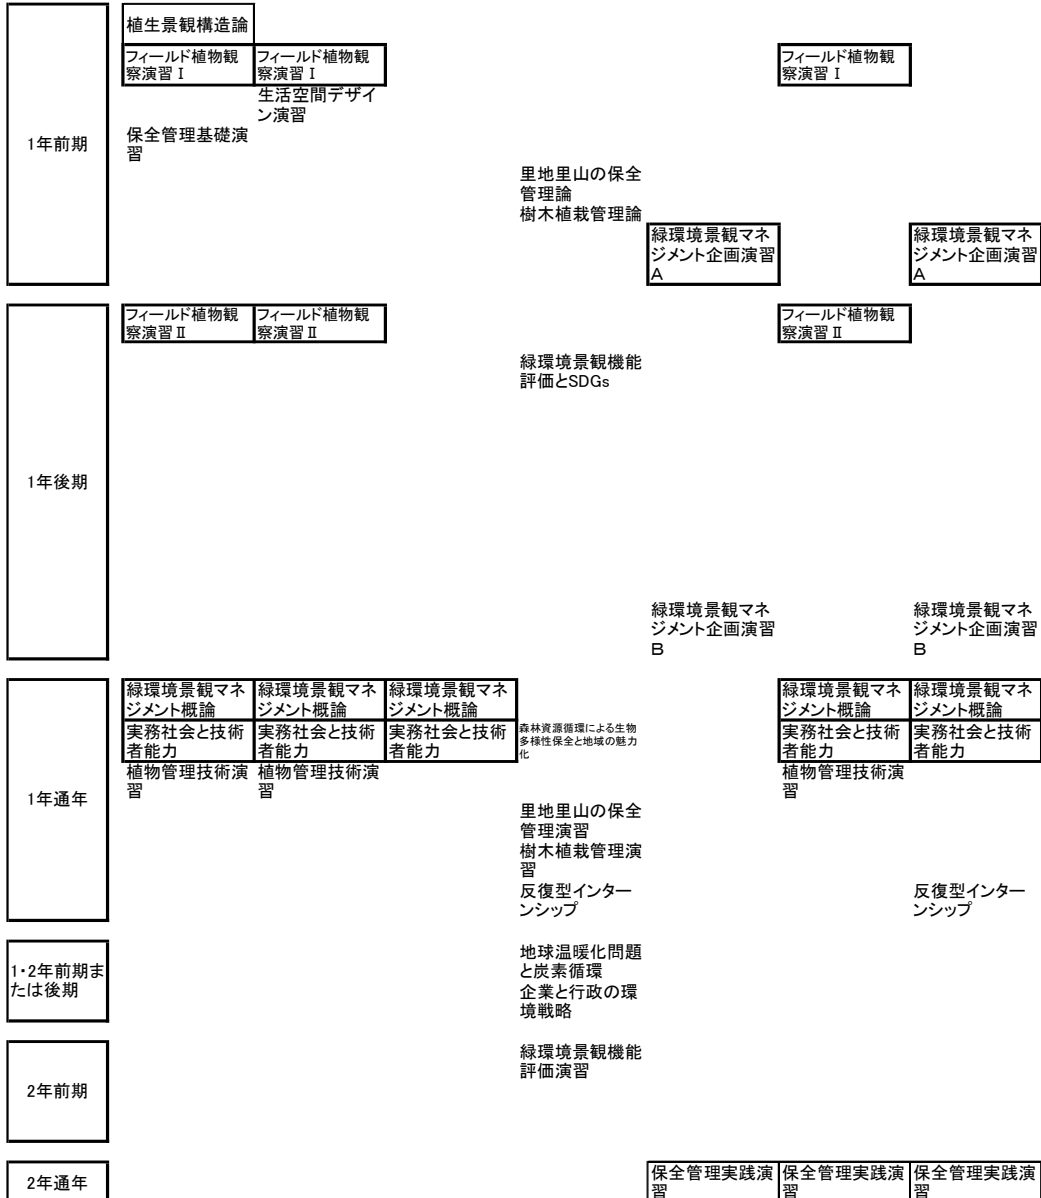 植生景観構造論
フィールド植物観
察演習Ⅰ
フィールド植物観
察演習Ⅰ
フィールド植物観
察演習Ⅰ
生活空間デザイ
ン演習
1年前期
保全管理基礎演
習
里地里山の保全
管理論
樹木植栽管理論
緑環境景観マネ
ジメント企画演習
A
緑環境景観マネ
ジメント企画演習
A
フィールド植物観
察演習Ⅱ
フィールド植物観
察演習Ⅱ
フィールド植物観
察演習Ⅱ
緑環境景観機能
評価とSDGs
1年後期
緑環境景観マネ
ジメント企画演習
B
緑環境景観マネ
ジメント企画演習
B
緑環境景観マネ
ジメント概論
緑環境景観マネ
ジメント概論
緑環境景観マネ
ジメント概論
緑環境景観マネ
ジメント概論
緑環境景観マネ
ジメント概論
実務社会と技術
者能力
実務社会と技術
者能力
実務社会と技術
者能力
森林資源循環による生物
多様性保全と地域の魅力
化
実務社会と技術
者能力
実務社会と技術
者能力
植物管理技術演
習
植物管理技術演
習
植物管理技術演
習
1年通年
里地里山の保全
管理演習
樹木植栽管理演
習
反復型インター
ンシップ
反復型インター
ンシップ
1・2年前期ま
たは後期
地球温暖化問題
と炭素循環
企業と行政の環
境戦略
2年前期
緑環境景観機能
評価演習
2年通年
保全管理実践演
習
保全管理実践演
習
保全管理実践演
習